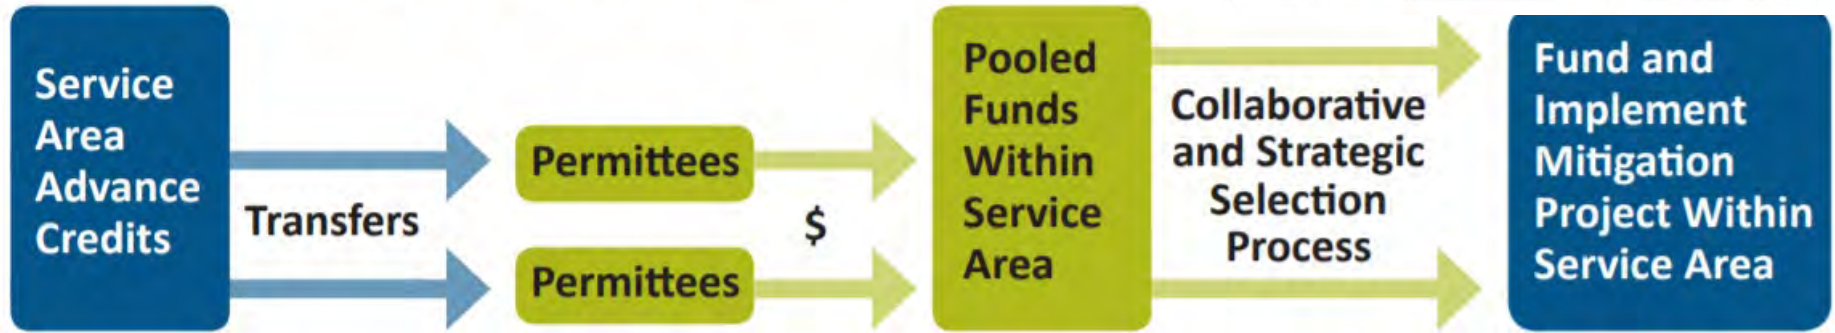 Service
Area
Advance
Credits
Transfers
Permittees
Permittees
$
Pooled
Funds
Within
Service
Area
Collaborative
and Strategic
Selection
Process
Fund and
Implement
Mitigation
Project Within
Service Area